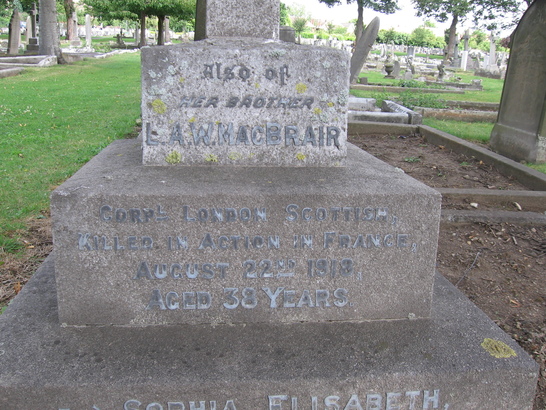 Also of
HER BROTHER
L.A.W. MACBRAIR
CORPL LONDON SCOTTISH,
KILLED IN ACTION IN FRANCE,
AUGUST 22ND 1918,
AGED 38 YEARS.
SOPHIA ELISABETH,